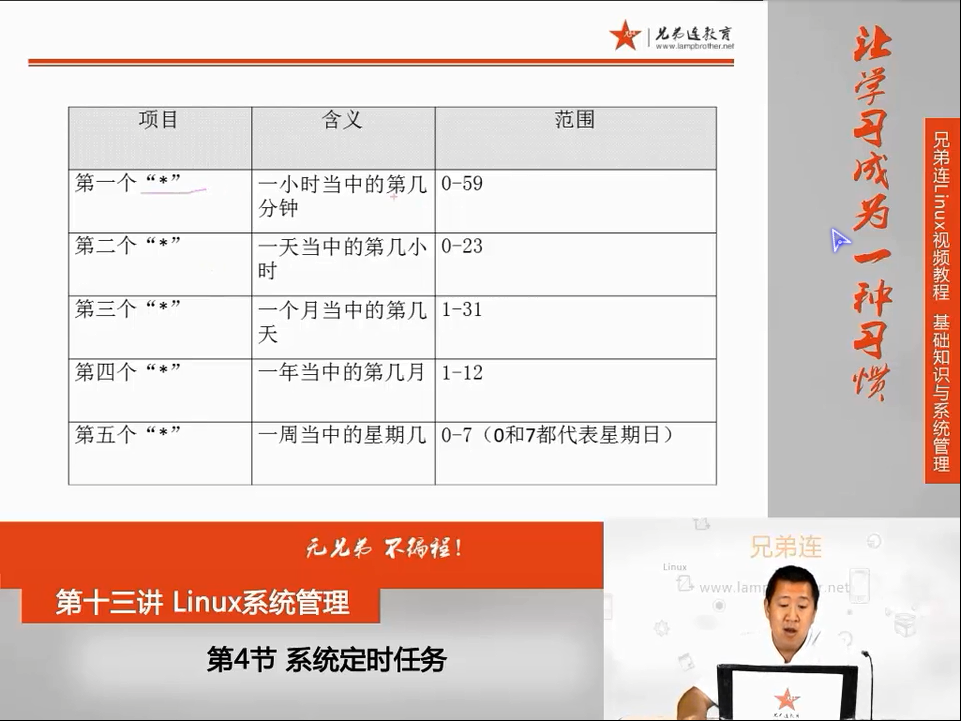 兄弟连教育
www.lampbrother.net
项目 含义 范围
第一个“*” 一小时当中的第几 0-59
分钟
第二个“*” 一天当中的第几小 0-23
时
第三个“*” 一个月当中的第几 1-31
天
第四个“*” 一年当中的第几月 1-12
第五个“*” 一周当中的星期几 0-7（0和7都代表星期日）
让学习成为一种习惯
兄弟连Linux视频教程 基础知识与系统管理
无兄弟 不编程！
第十三讲 Linux系统管理
第4节 系统定时任务
兄弟连
Linux